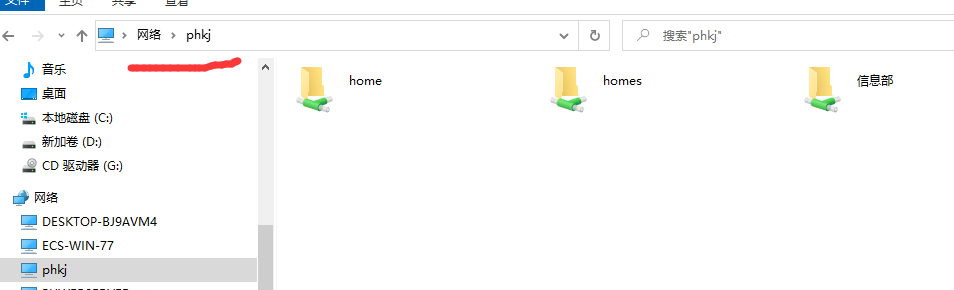 文件 主页 共享 查看
网络 phkj
搜索"phkj"
音乐
桌面
本地磁盘 (C:)
新加卷 (D:)
CD 驱动器 (G:)
网络
DESKTOP-BJ9AVM4
ECS-WIN-77
phkj
home
homes
信息部